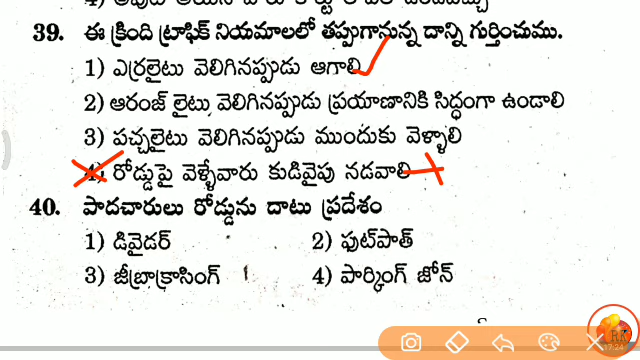 39. ఈ క్రింది ట్రాఫిక్ నియమాలలో తప్పుగానున్న దాన్ని గుర్తించుము.
1) ఎర్రలైటు వెలిగినప్పుడు ఆగాలి
2) ఆరంజ్ లైటు వెలిగినప్పుడు ప్రయాణానికి సిద్ధంగా ఉండాలి
3) పచ్చలైటు వెలిగినప్పుడు ముందుకు వెళ్ళాలి
4) రోడ్డుపై వెళ్ళేవారు కుడివైపు నడవాలి
40. పాదచారులు రోడ్డును దాటు ప్రదేశం
1) డివైడర్ 2) ఫుట్‌పాత్
3) జీబ్రాక్రాసింగ్ 4) పార్కింగ్ జోన్